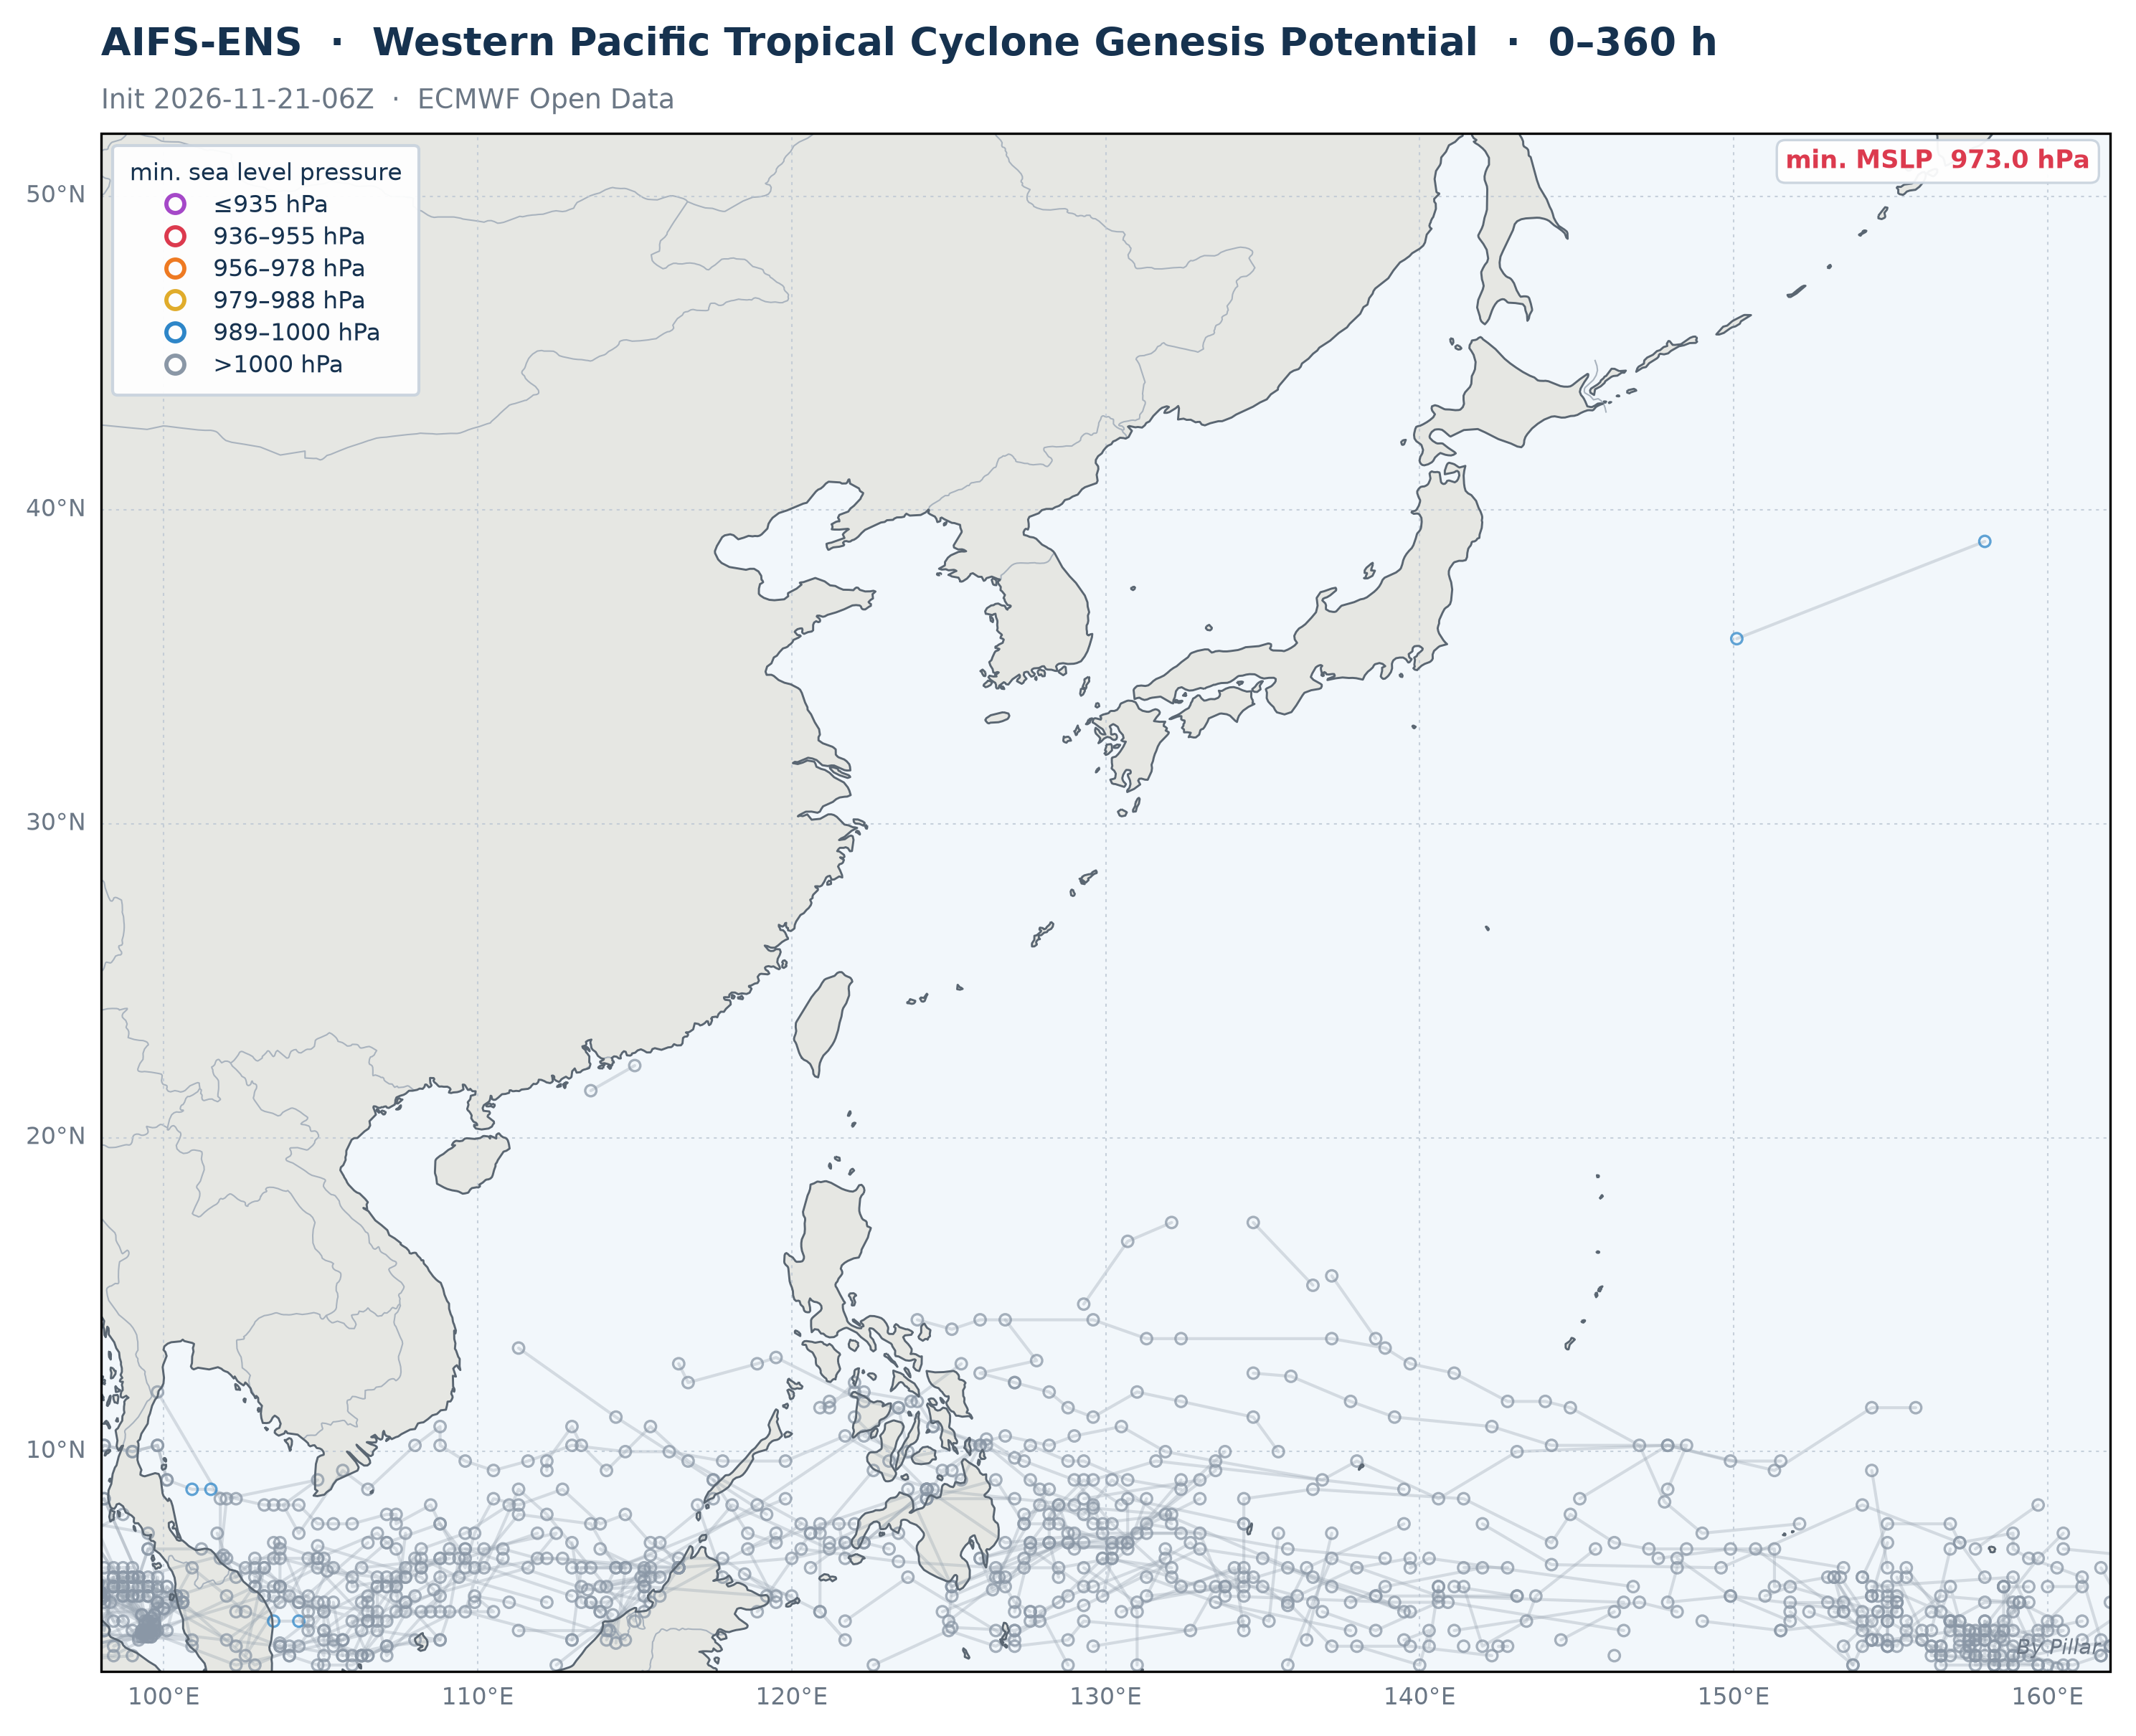 AIFS-ENS · Western Pacific Tropical Cyclone Genesis Potential · 0–360 h
Init 2026-11-21-06Z · ECMWF Open Data
min. sea level pressure
≤935 hPa
936–955 hPa
956–978 hPa
979–988 hPa
989–1000 hPa
>1000 hPa
min. MSLP 973.0 hPa
50°N
40°N
30°N
20°N
10°N
By Pillar
100°E
110°E
120°E
130°E
140°E
150°E
160°E